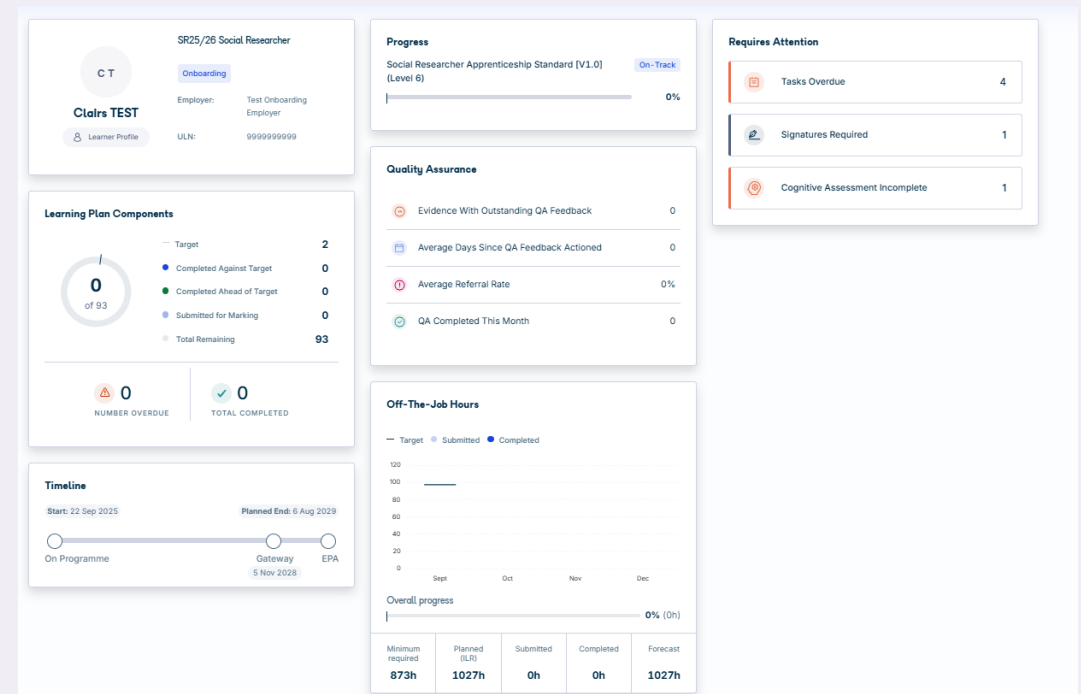 SR25/26 Social Researcher
C T
Onboarding
Clairs TEST
Employer: Test Onboarding
Employer
Learner Profile
ULN: 9999999999
Learning Plan Components
0
of 93
Target 2
Completed Against Target 0
Completed Ahead of Target 0
Submitted for Marking 0
Total Remaining 93
0
NUMBER OVERDUE
0
TOTAL COMPLETED
Timeline
Start: 22 Sep 2025
Planned End: 6 Aug 2029
On Programme
Gateway
EPA
5 Nov 2028
Progress
Social Researcher Apprenticeship Standard [V1.0]
(Level 6)
On-Track
0%
Quality Assurance
Evidence With Outstanding QA Feedback 0
Average Days Since QA Feedback Actioned 0
Average Referral Rate 0%
QA Completed This Month 0
Off-The-Job Hours
Target Submitted Completed
120
100
80
60
40
20
0
Sept Oct Nov Dec
Overall progress
0% (0h)
Minimum
required
873h
Planned
(ILR)
1027h
Submitted
0h
Completed
0h
Forecast
1027h
Requires Attention
Tasks Overdue 4
Signatures Required 1
Cognitive Assessment Incomplete 1